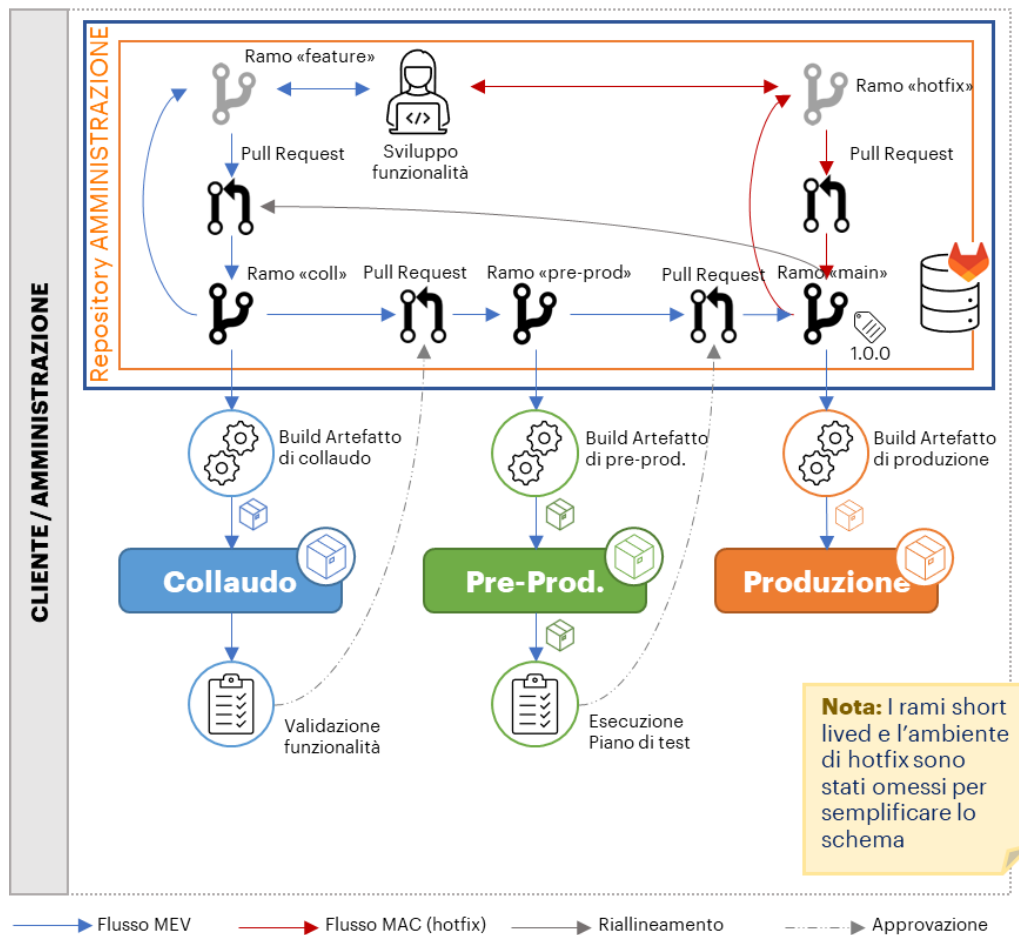 CLIENTE / AMMINISTRAZIONE
Repository AMMINISTRAZIONE
Ramo «feature»
Ramo «hotfix»
Pull Request
Sviluppo
funzionalità
Pull Request
Ramo «coll»
Pull Request
Ramo «pre-prod»
Pull Request
Ramo «main»
1.0.0
Build Artefatto
di collaudo
Build Artefatto
di pre-prod.
Build Artefatto
di produzione
Collaudo
Pre-Prod.
Produzione
Validazione
funzionalità
Esecuzione
Piano di test
Nota: I rami short
lived e l’ambiente
di hotfix sono
stati omessi per
semplificare lo
schema
Flusso MEV
Flusso MAC (hotfix)
Riallineamento
Approvazione